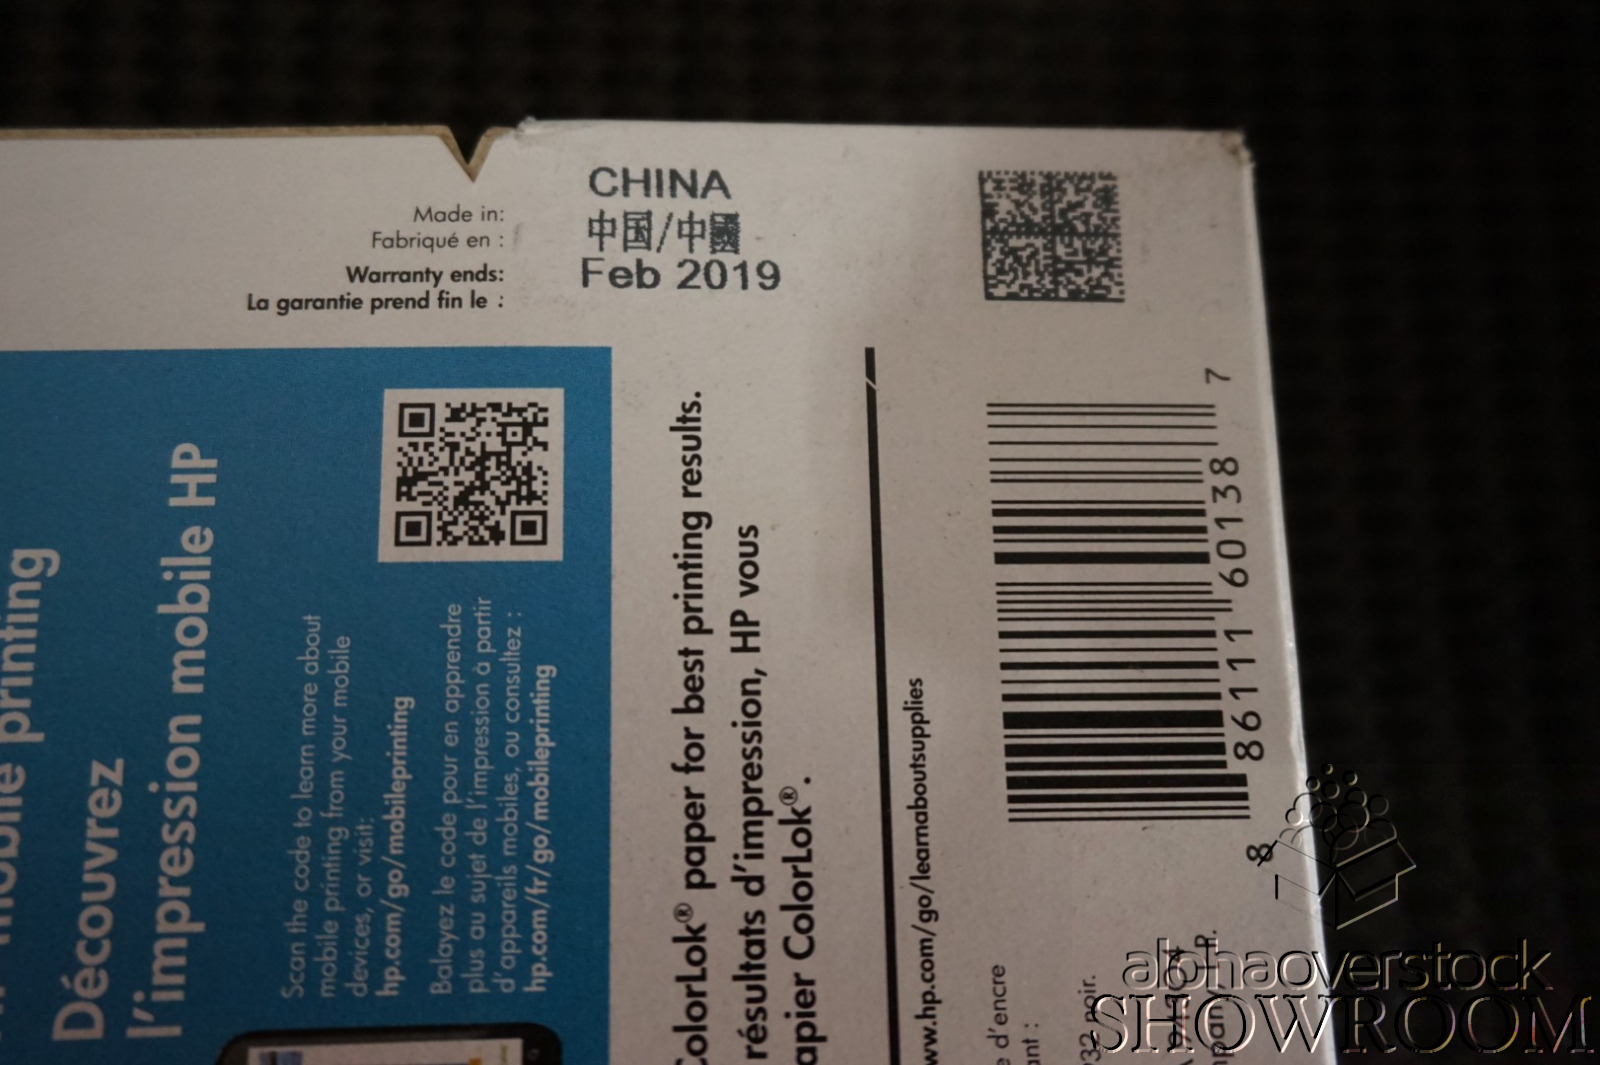 CHINA
Made in:
中国/中國
Fabriqué en :
Warranty ends:
Feb 2019
La garantie prend fin le :
mobile printing
Découvrez
l'impression mobile HP
Scan the code to learn more about
mobile printing from your mobile
devices, or visit:
hp.com/go/mobileprinting
Balayez le code pour en apprendre
plus au sujet de l'impression à partir
d'appareils mobiles, ou consultez :
hp.com/fr/go/mobileprinting
ColorLok® paper for best printing results.
résultats d'impression, HP vous
papier ColorLok®.
www.hp.com/go/learnaboutsupplies
8 86111 60138 7
d'encre
noir.
alphaoverstock
SHOWROOM